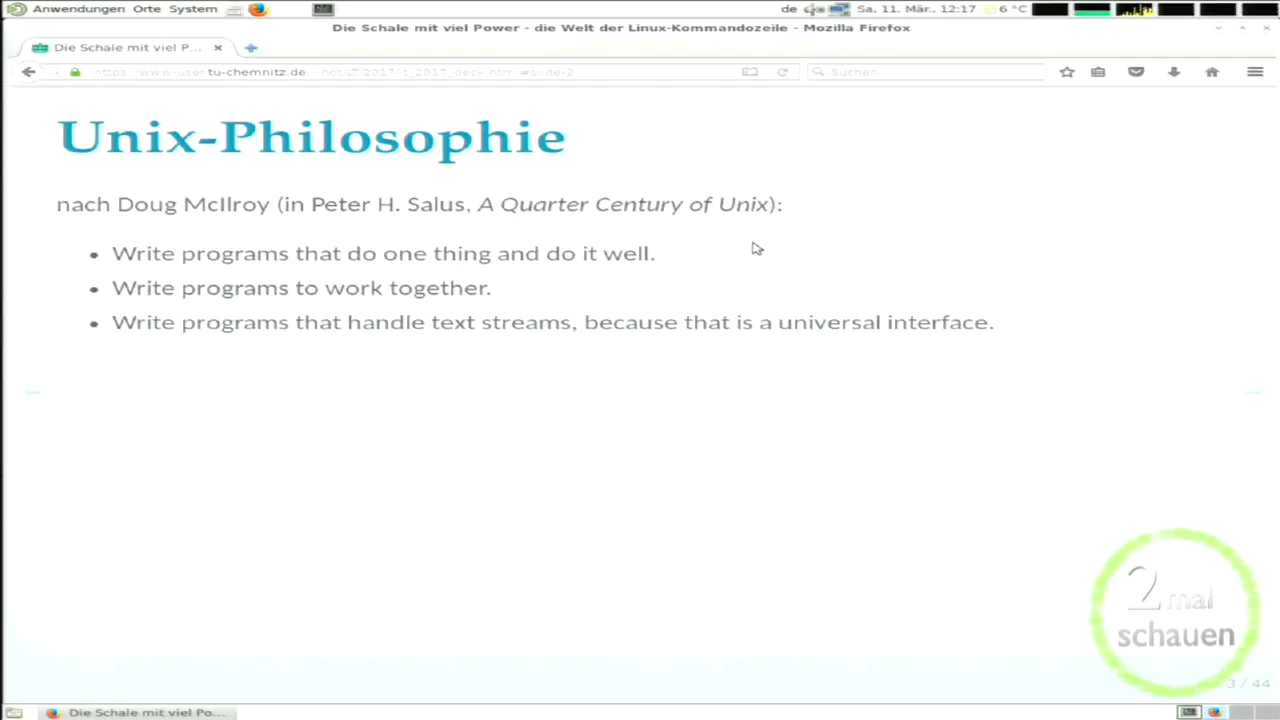 Anwendungen Orte System
de Sa, 11. Mär., 12:17 6 °C
Die Schale mit viel Power - die Welt der Linux-Kommandozeile - Mozilla Firefox
Die Schale mit viel P...
tu-chemnitz.de
Suchen
Unix-Philosophie
nach Doug McIlroy (in Peter H. Salus, A Quarter Century of Unix):
• Write programs that do one thing and do it well.
• Write programs to work together.
• Write programs that handle text streams, because that is a universal interface.
←
→
2 mal
schauen
3 / 44
Die Schale mit viel Po...